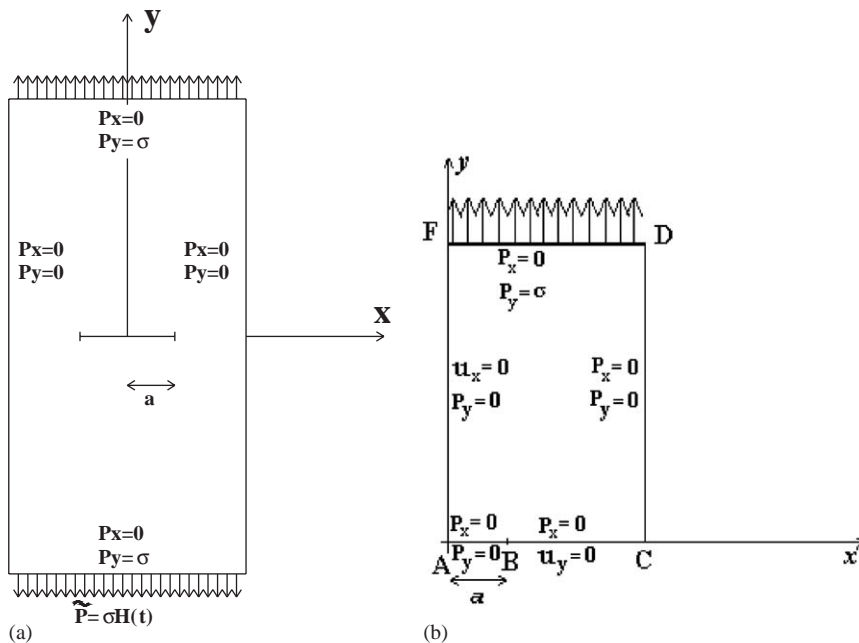 y
Px=0
Py= σ
Px=0
Py=0
Px=0
Py=0
x
a
Px=0
Py= σ
P̃= σH(t)
(a)
y
F
D
Px = 0
Py = σ
ux = 0
Py = 0
Px = 0
Py = 0
Px = 0
Py = 0
Px = 0
uy = 0
A
B
C
x
a
(b)